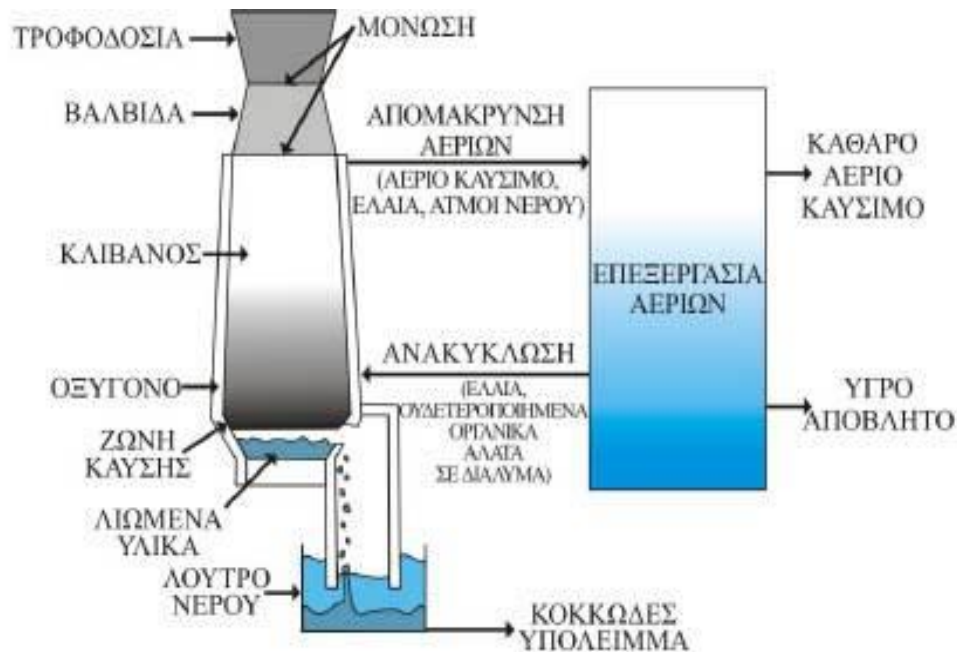 ΤΡΟΦΟΔΟΣΙΑ
ΜΟΝΩΣΗ
ΒΑΛΒΙΔΑ
ΑΠΟΜΑΚΡΥΝΣΗ
ΑΕΡΙΩΝ
(ΑΕΡΙΟ ΚΑΥΣΙΜΟ,
ΕΛΑΙΑ, ΑΤΜΟΙ ΝΕΡΟΥ)
ΚΑΘΑΡΟ
ΑΕΡΙΟ
ΚΑΥΣΙΜΟ
ΚΛΙΒΑΝΟΣ
ΕΠΕΞΕΡΓΑΣΙΑ
ΑΕΡΙΩΝ
ΑΝΑΚΥΚΛΩΣΗ
(ΕΛΑΙΑ,
ΟΥΔΕΤΕΡΟΠΟΙΗΜΕΝΑ
ΟΡΓΑΝΙΚΑ
ΑΛΑΤΑ
ΣΕ ΔΙΑΛΥΜΑ)
ΟΞΥΓΟΝΟ
ΥΓΡΟ
ΑΠΟΒΛΗΤΟ
ΖΩΝΗ
ΚΑΥΣΗΣ
ΛΙΩΜΕΝΑ
ΥΛΙΚΑ
ΛΟΥΤΡΟ
ΝΕΡΟΥ
ΚΟΚΚΩΔΕΣ
ΥΠΟΛΕΙΜΜΑ